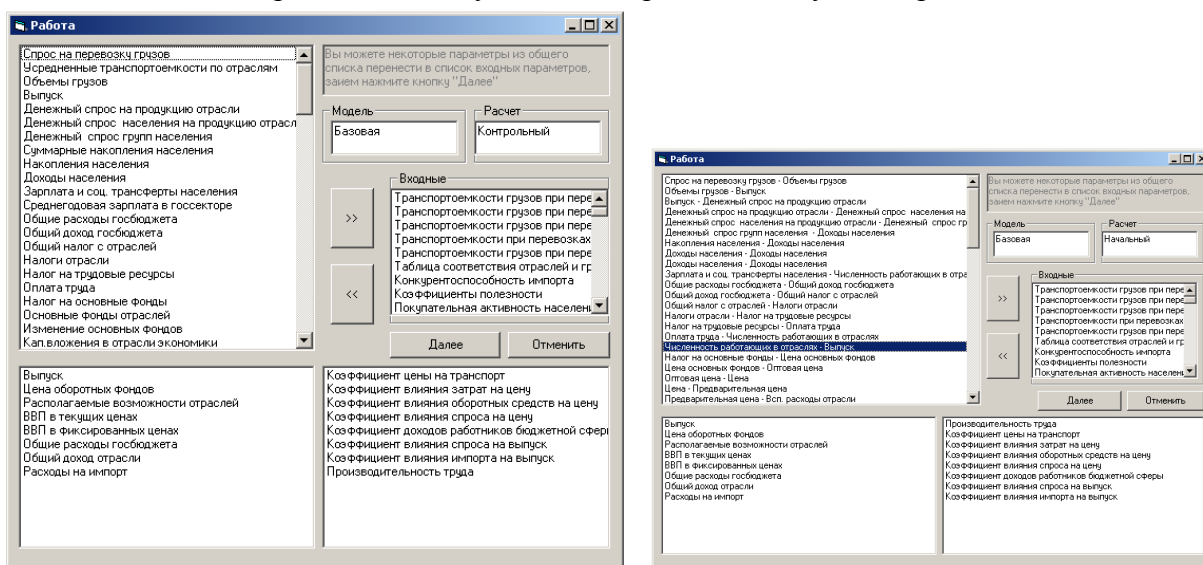 Работа
Спрос на перевозку грузов
Усредненные транспортоемкости по отраслям
Объемы грузов
Выпуск
Денежный спрос на продукцию отрасли
Денежный спрос населения на продукцию отрасл
Денежный спрос групп населения
Суммарные накопления населения
Накопления населения
Доходы населения
Зарплата и соц. трансферты населения
Среднегодовая зарплата в госсекторе
Общие расходы госбюджета
Общий доход госбюджета
Общий налог с отраслей
Налоги отрасли
Налог на трудовые ресурсы
Оплата труда
Налог на основные фонды
Основные фонды отраслей
Изменение основных фондов
Кап.вложения в отрасли экономики
Вы можете некоторые параметры из общего
списка перенести в список входных параметров,
заием нажмите кнопку "Далее"
Модель
Базовая
Расчет
Контрольный
>>
<<
Входные
Транспортоемкости грузов при пере
Транспортоемкости грузов при пере
Транспортоемкости грузов при пере
Транспортоемкости при перевозках
Транспортоемкости грузов при пере
Таблица соответствия отраслей и гр
Конкурентоспособность импорта
Коэффициенты полезности
Покупательная активность населени
Далее
Отменить
Выпуск
Цена оборотных фондов
Располагаемые возможности отраслей
ВВП в текущих ценах
ВВП в фиксированных ценах
Общие расходы госбюджета
Общий доход отрасли
Расходы на импорт
Коэффициент цены на транспорт
Коэффициент влияния затрат на цену
Коэффициент влияния оборотных средств на цену
Коэффициент влияния спроса на цену
Коэффициент доходов работников бюджетной сфери
Коэффициент влияния спроса на выпуск
Коэффициент влияния импорта на выпуск
Производительность труда
Работа
Спрос на перевозку грузов - Объемы грузов
Объемы грузов - Выпуск
Выпуск - Денежный спрос на продукцию отрасли
Денежный спрос на продукцию отрасли - Денежный спрос населения на
Денежный спрос населения на продукцию отрасли - Денежный спрос гр
Денежный спрос групп населения - Доходы населения
Накопления населения - Доходы населения
Доходы населения - Доходы населения
Доходы населения - Доходы населения
Зарплата и соц. трансферты населения - Численность работающих в отра
Общие расходы госбюджета - Общий доход госбюджета
Общий доход госбюджета - Общий налог с отраслей
Общий налог с отраслей - Налоги отрасли
Налоги отрасли - Налог на трудовые ресурсы
Налог на трудовые ресурсы - Оплата труда
Оплата труда - Численность работающих в отраслях
Численность работающих в отраслях - Выпуск
Налог на основные фонды - Цена основных фондов
Цена основных фондов - Оптовая цена
Оптовая цена - Цена
Цена - Предварительная цена
Предварительная цена - Всп. расходы отрасли
Вы можете некоторые параметры из общего
списка перенести в список входных параметров,
заием нажмите кнопку "Далее"
Модель
Базовая
Расчет
Начальный
>>
<<
Входные
Транспортоемкости грузов при пере
Транспортоемкости грузов при пере
Транспортоемкости грузов при пере
Транспортоемкости при перевозках
Транспортоемкости грузов при пере
Таблица соответствия отраслей и гр
Конкурентоспособность импорта
Коэффициенты полезности
Покупательная активность населени
Далее
Отменить
Выпуск
Цена оборотных фондов
Располагаемые возможности отраслей
ВВП в текущих ценах
ВВП в фиксированных ценах
Общие расходы госбюджета
Общий доход отрасли
Расходы на импорт
Производительность труда
Коэффициент цены на транспорт
Коэффициент влияния затрат на цену
Коэффициент влияния оборотных средств на цену
Коэффициент влияния спроса на цену
Коэффициент доходов работников бюджетной сферы
Коэффициент влияния спроса на выпуск
Коэффициент влияния импорта на выпуск